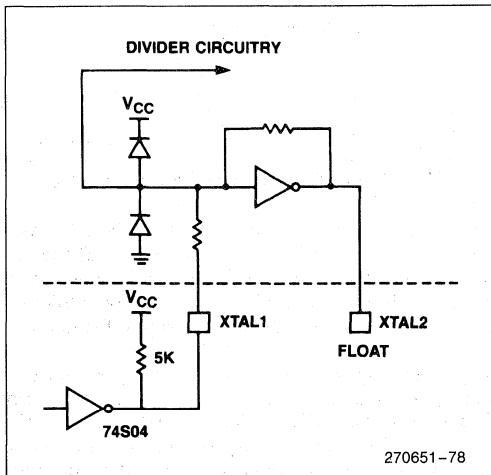 DIVIDER CIRCUITRY
VCC
VCC
XTAL1
XTAL2
FLOAT
5K
74S04
270651-78